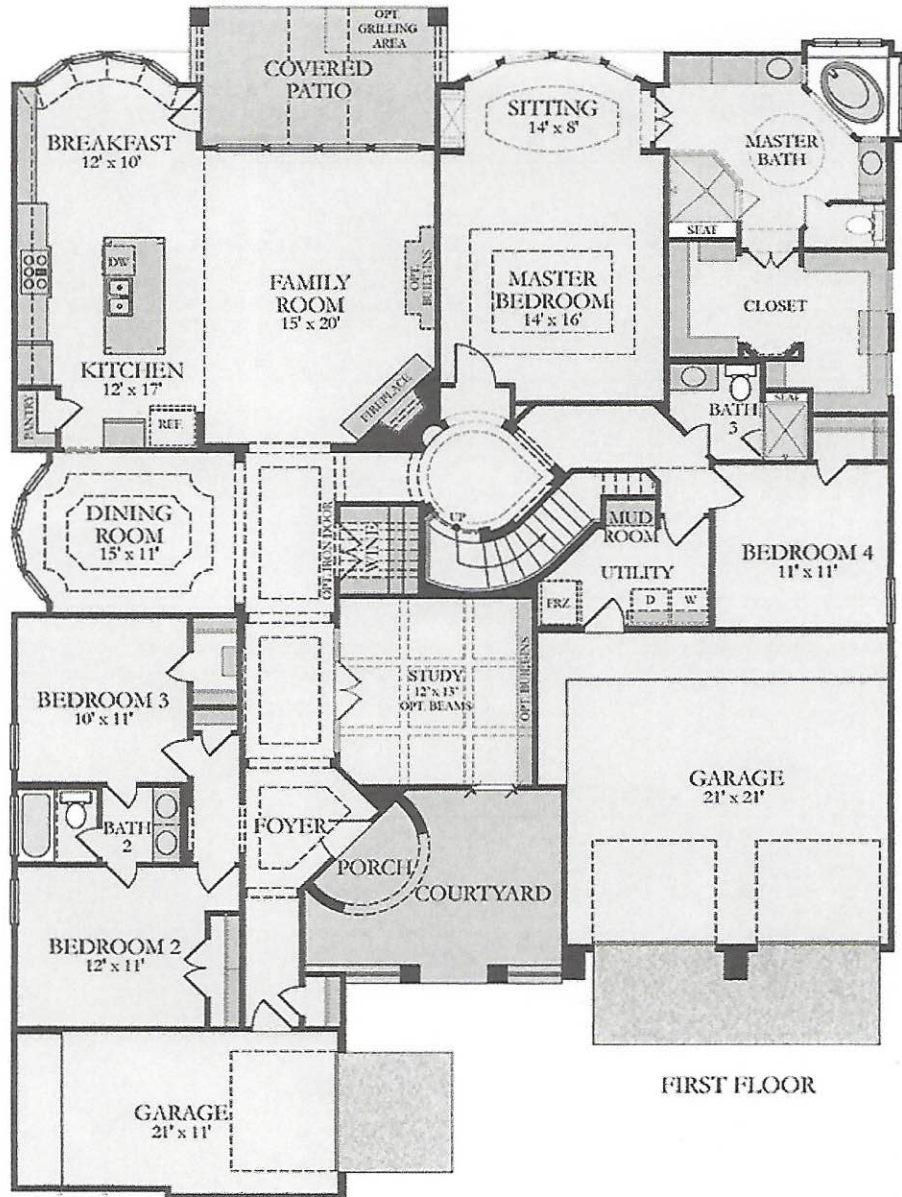 OPT.
GRILLING
AREA
COVERED
PATIO
SITTING
14' x 8'
BREAKFAST
12' x 10'
MASTER
BATH
SEAT
DW
FAMILY
ROOM
15' x 20'
OPT.
BUILT-INS
MASTER
BEDROOM
14' x 16'
CLOSET
KITCHEN
12' x 17'
FIREPLACE
PANTRY
REF.
BATH
3
SEAT
DINING
ROOM
15' x 11'
OPT. IRON DOOR
WINE
UP
MUD
ROOM
UTILITY
FRZ
D
W
BEDROOM 4
11' x 11'
BEDROOM 3
10' x 11'
STUDY
12' x 13'
OPT. BEAMS
OPT. BUILT-INS
GARAGE
21' x 21'
BATH
2
FOYER
PORCH
COURTYARD
BEDROOM 2
12' x 11'
FIRST FLOOR
GARAGE
21' x 11'